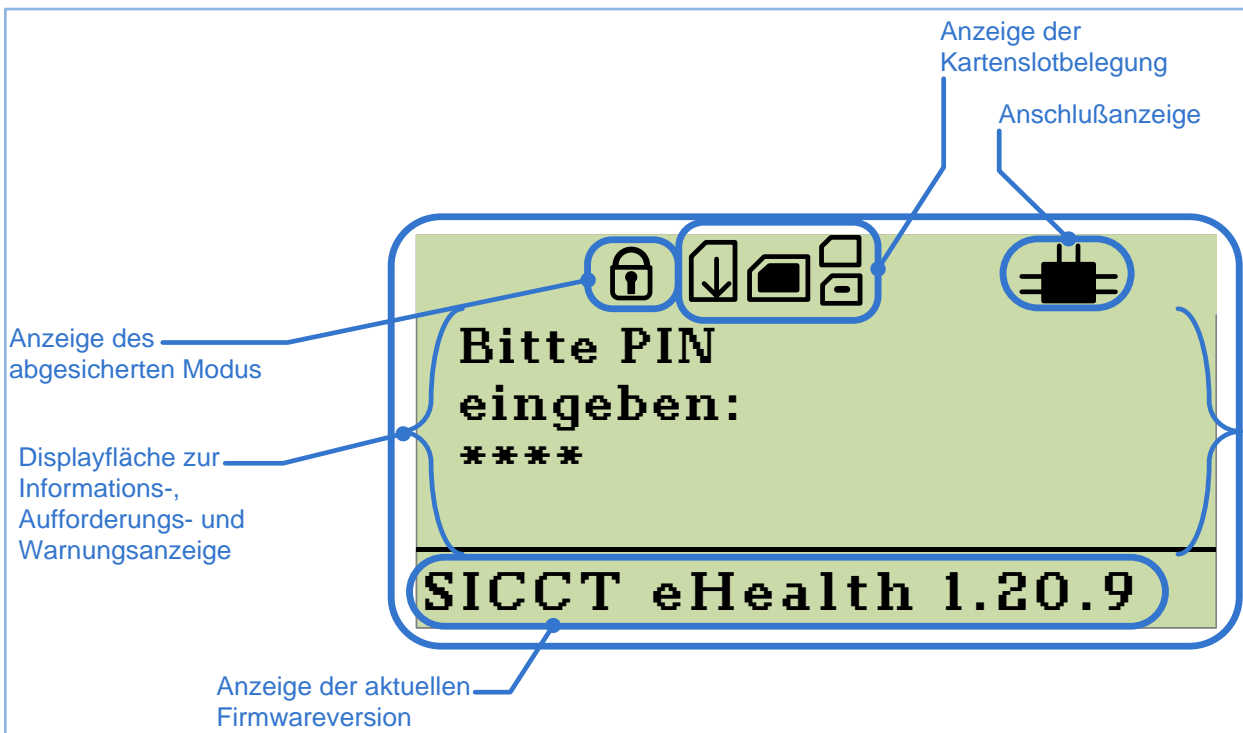 Anzeige der
Kartenslotbelegung
Anschlußanzeige
Anzeige des
abgesicherten Modus
Displayfläche zur
Informations-,
Aufforderungs- und
Warnungsanzeige
Bitte PIN
eingeben:
****
SICCT eHealth 1.20.9
Anzeige der aktuellen
Firmwareversion